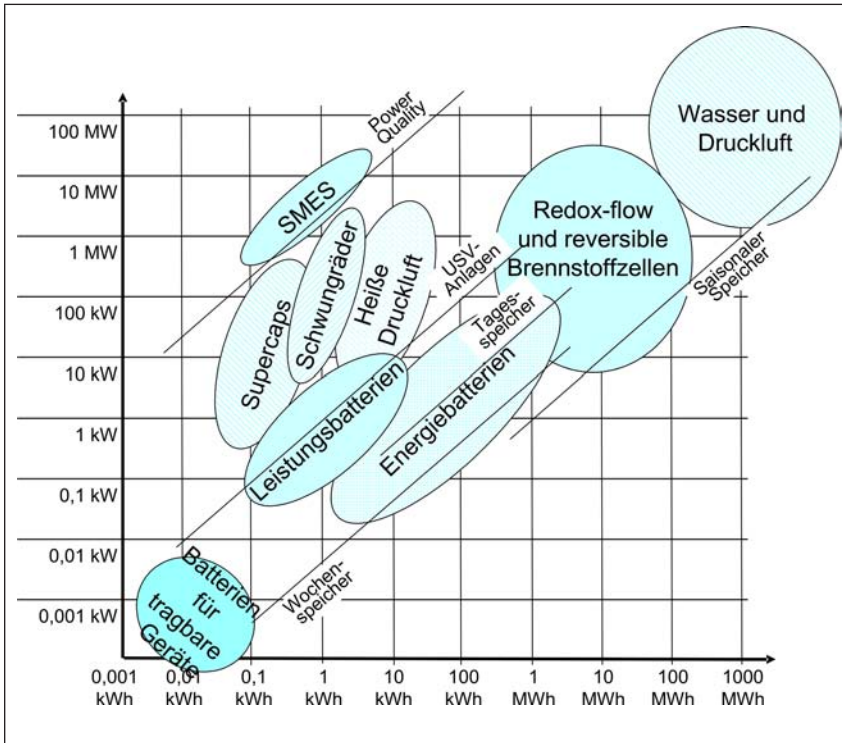 Power
Quality
Wasser und
Druckluft
100 MW
10 MW
SMES
Redox-flow
und reversible
Brennstoffzellen
1 MW
Schwungräder
Heiße
Druckluft
USV-
Anlagen
Saisonaler
Speicher
100 kW
Supercaps
Tages-
speicher
10 kW
Leistungsbatterien
Energiebatterien
1 kW
0,1 kW
0,01 kW
Batterien
für
tragbare
Geräte
Wochen-
speicher
0,001 kW
0,001 0,01 0,1 1 10 100 1 10 100 1000
kWh kWh kWh kWh kWh kWh MWh MWh MWh MWh